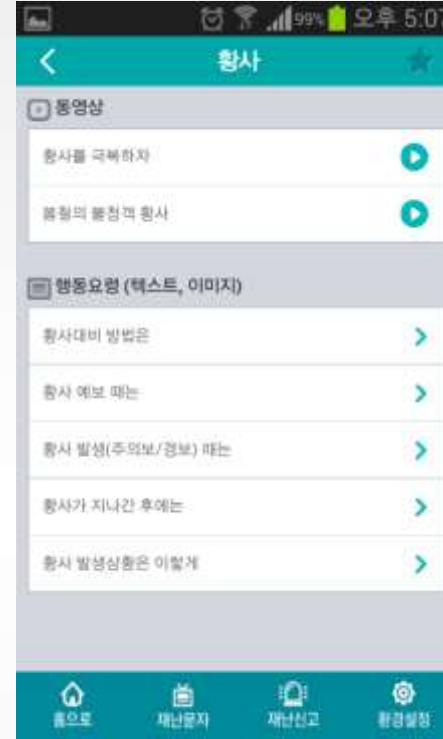 99% 오후 5:07
황사
동영상
황사를 극복하자
봄철의 불청객 황사
행동요령 (텍스트, 이미지)
황사대비 방법은
황사 예보 때는
황사 발생(주의보/경보) 때는
황사가 지나간 후에는
황사 발생상황은 이렇게
홈으로 재난문자 재난신고 환경설정